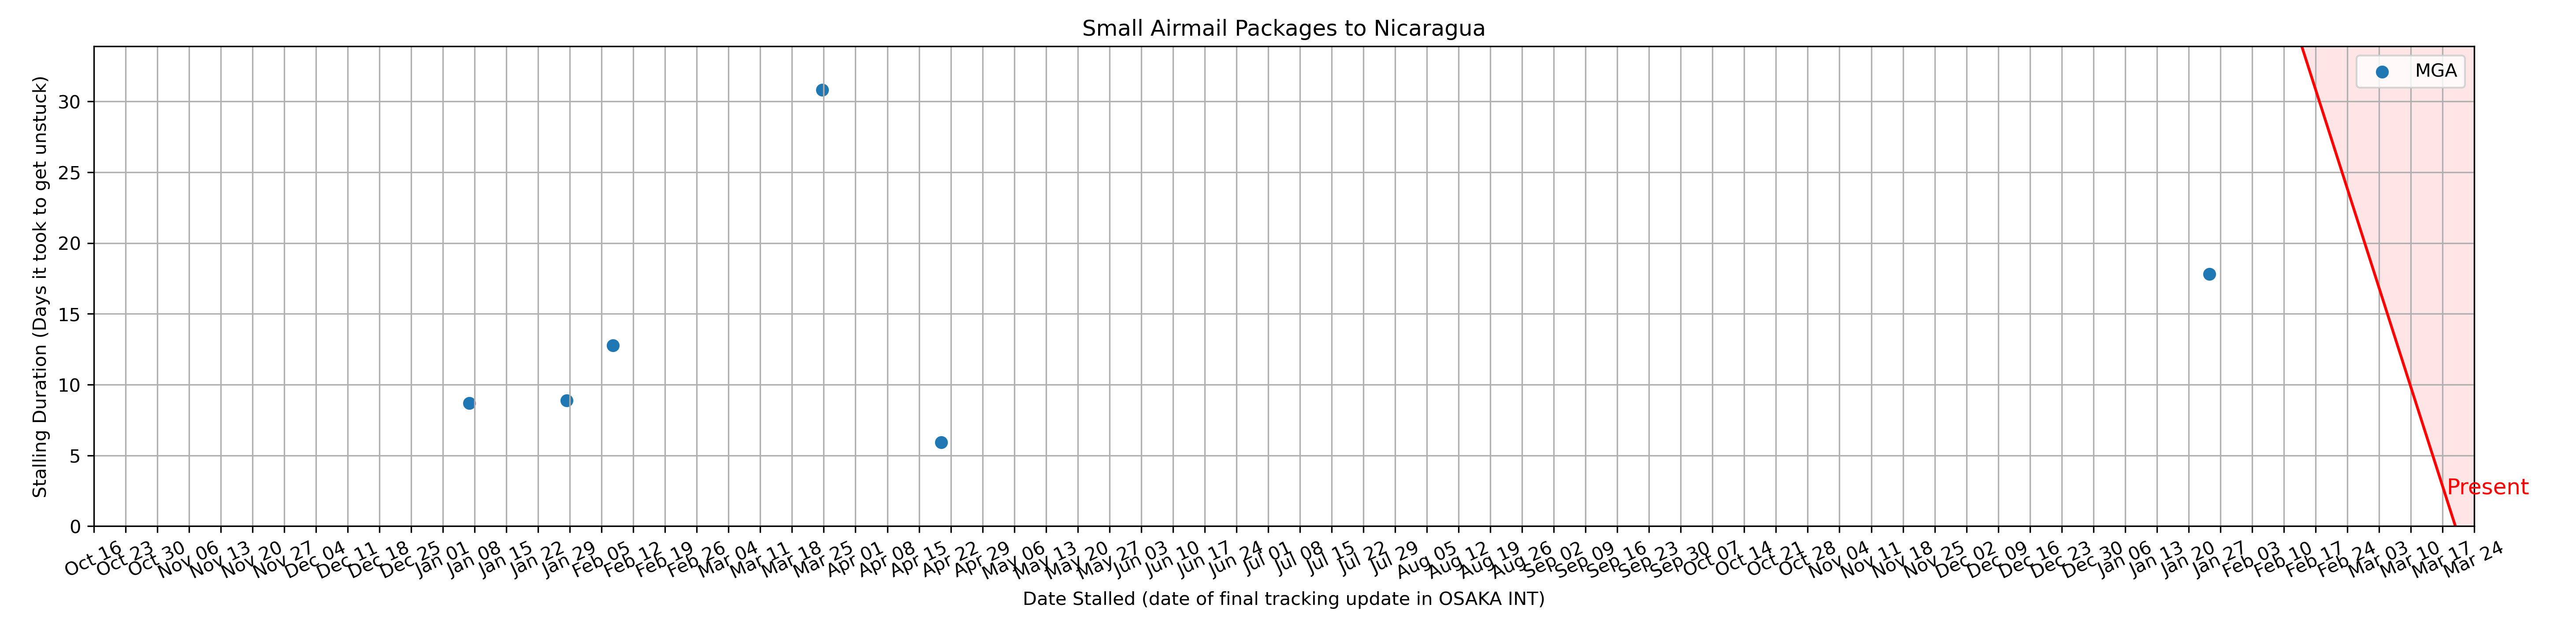 Small Airmail Packages to Nicaragua
MGA
Stalling Duration (Days it took to get unstuck)
30
25
20
15
10
5
0
Present
Oct 16
Oct 23
Oct 30
Nov 06
Nov 13
Nov 20
Nov 27
Dec 04
Dec 11
Dec 18
Dec 25
Jan 01
Jan 08
Jan 15
Jan 22
Jan 29
Feb 05
Feb 12
Feb 19
Feb 26
Mar 04
Mar 11
Mar 18
Mar 25
Apr 01
Apr 08
Apr 15
Apr 22
Apr 29
May 06
May 13
May 20
May 27
Jun 03
Jun 10
Jun 17
Jun 24
Jul 01
Jul 08
Jul 15
Jul 22
Jul 29
Aug 05
Aug 12
Aug 19
Aug 26
Sep 02
Sep 09
Sep 16
Sep 23
Sep 30
Oct 07
Oct 14
Oct 21
Oct 28
Nov 04
Nov 11
Nov 18
Nov 25
Dec 02
Dec 09
Dec 16
Dec 23
Dec 30
Jan 06
Jan 13
Jan 20
Jan 27
Feb 03
Feb 10
Feb 17
Feb 24
Mar 03
Mar 10
Mar 17
Mar 24
Date Stalled (date of final tracking update in OSAKA INT)